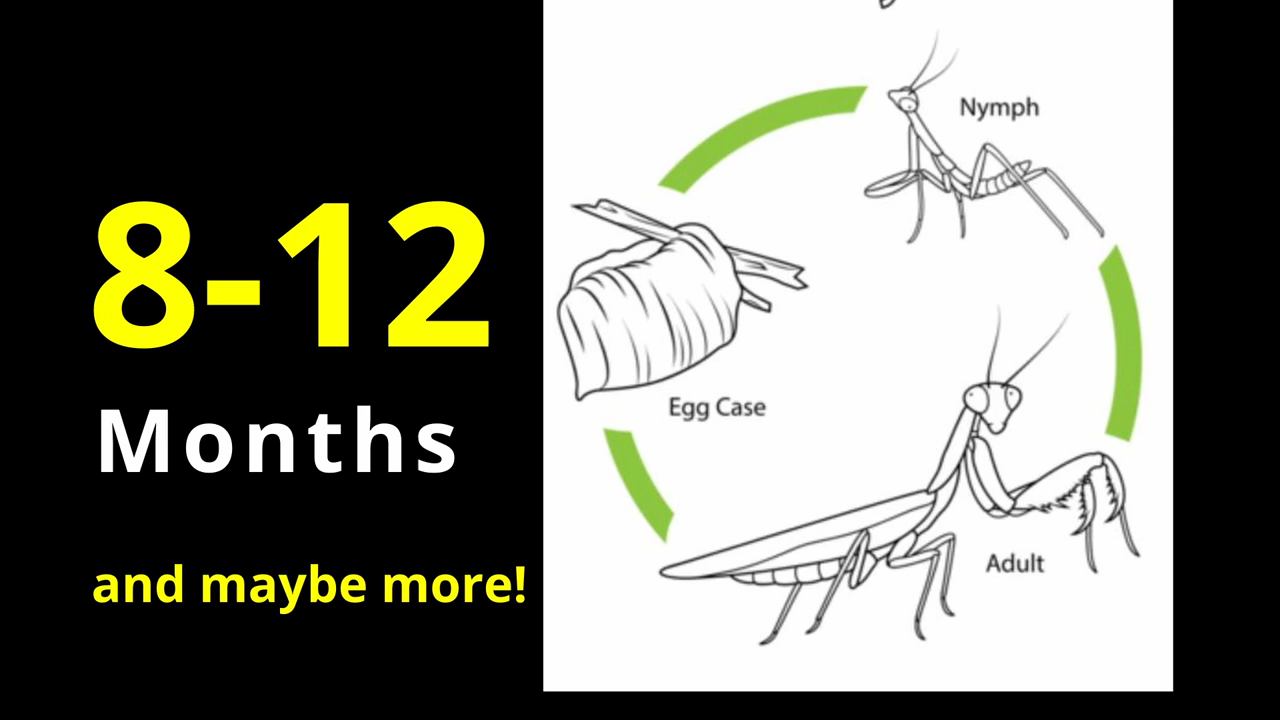 8-12
Months
and maybe more!
Nymph
Egg Case
Adult